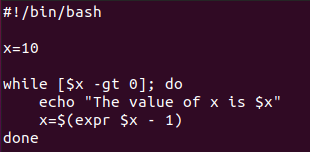 #!/bin/bash
x=10
while [$x -gt 0]; do
    echo "The value of x is $x"
    x=$(expr $x - 1)
done